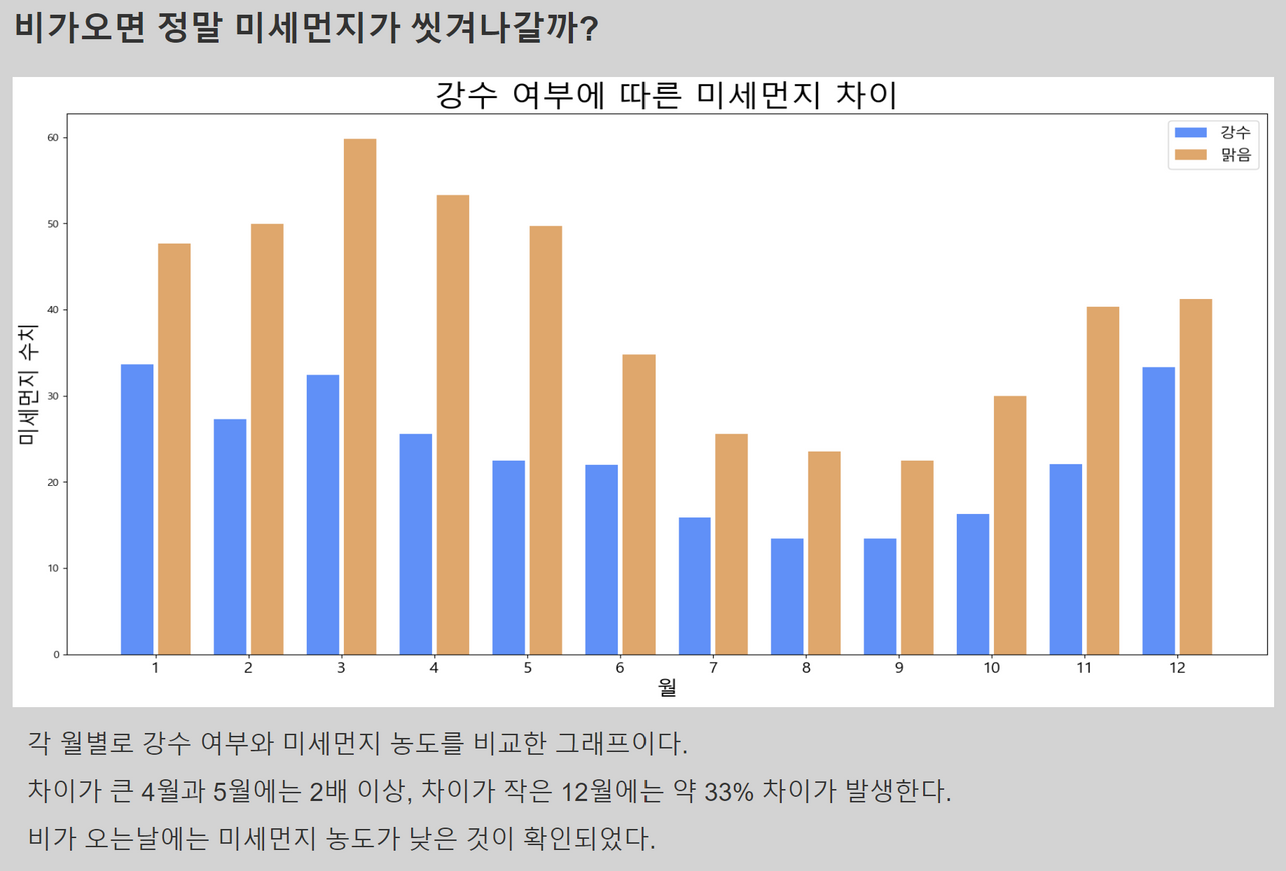 비가오면 정말 미세먼지가 씻겨나갈까?
강수 여부에 따른 미세먼지 차이
강수
맑음
60
50
40
30
20
10
0
미세먼지 수치
1 2 3 4 5 6 7 8 9 10 11 12
월
각 월별로 강수 여부와 미세먼지 농도를 비교한 그래프이다.
차이가 큰 4월과 5월에는 2배 이상, 차이가 작은 12월에는 약 33% 차이가 발생한다.
비가 오는날에는 미세먼지 농도가 낮은 것이 확인되었다.